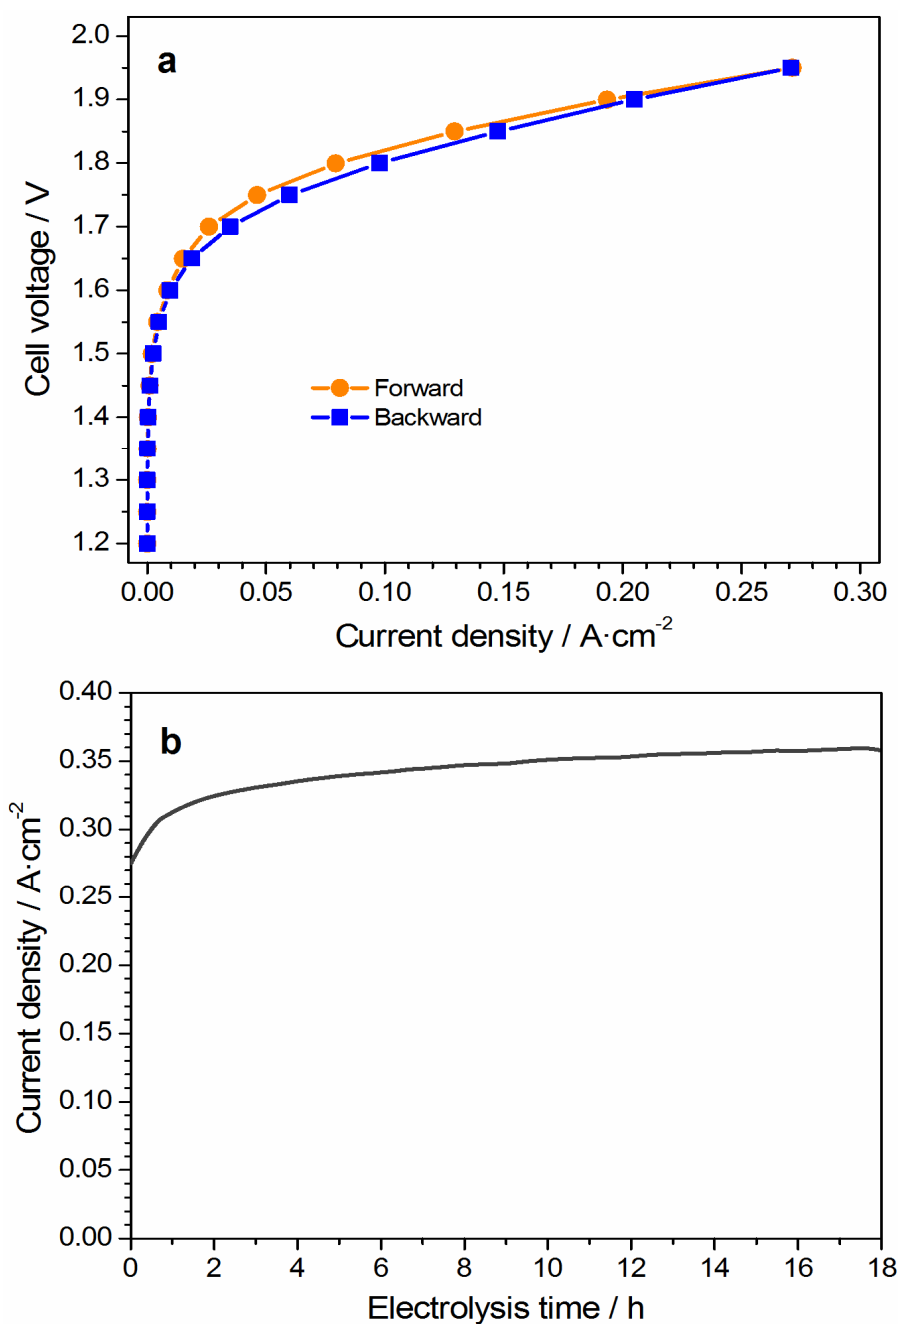 a
2.0
1.9
1.8
1.7
1.6
1.5
1.4
1.3
1.2
Cell voltage / V
Forward
Backward
0.00 0.05 0.10 0.15 0.20 0.25 0.30
Current density / A·cm⁻²
b
0.40
0.35
0.30
0.25
0.20
0.15
0.10
0.05
0.00
Current density / A·cm⁻²
0 2 4 6 8 10 12 14 16 18
Electrolysis time / h